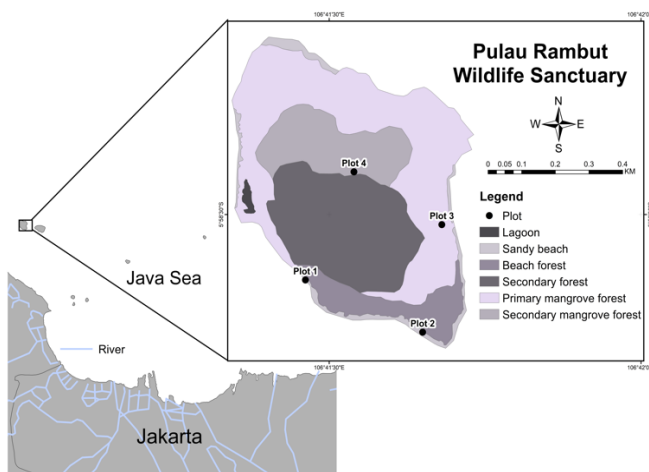 106°41'30"E
106°42'0"E
Pulau Rambut
Wildlife Sanctuary
N
W E
S
0 0.05 0.1 0.2 0.3 0.4
KM
Legend
Plot
Lagoon
Sandy beach
Beach forest
Secondary forest
Primary mangrove forest
Secondary mangrove forest
Plot 4
Plot 3
Plot 1
Plot 2
5°58'30"S
106°41'30"E
106°42'0"E
Java Sea
River
Jakarta